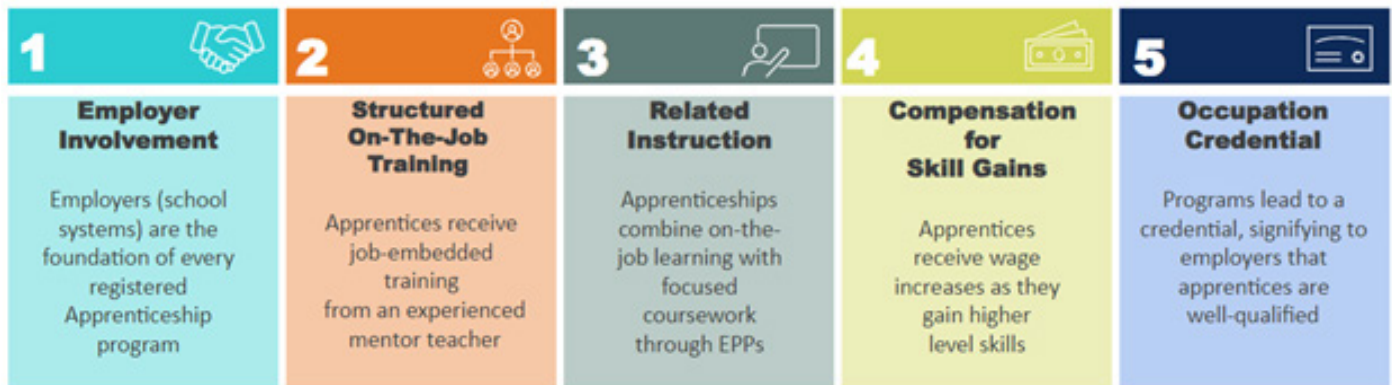 1
Employer
Involvement
Employers (school
systems) are the
foundation of every
registered
Apprenticeship
program
2
Structured
On-The-Job
Training
Apprentices receive
job-embedded
training
from an experienced
mentor teacher
3
Related
Instruction
Apprenticeships
combine on-the-
job learning with
focused
coursework
through EPPs
4
Compensation
for
Skill Gains
Apprentices
receive wage
increases as they
gain higher
level skills
5
Occupation
Credential
Programs lead to a
credential, signifying to
employers that
apprentices are
well-qualified